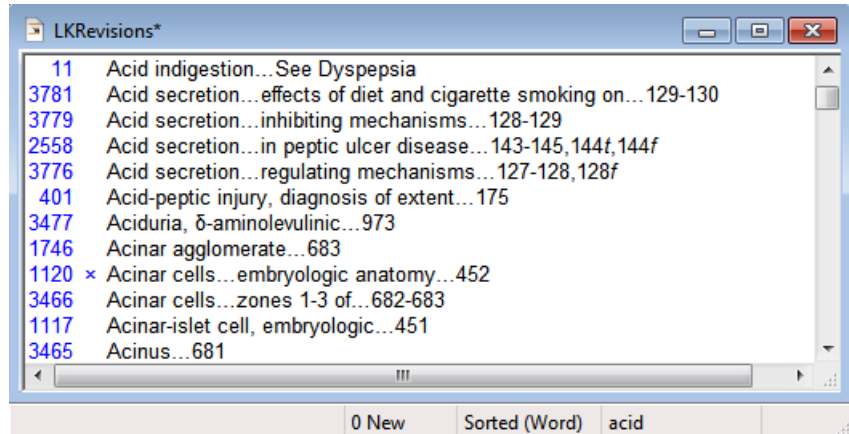 LKRevisions*
11 Acid indigestion...See Dyspepsia
3781 Acid secretion...effects of diet and cigarette smoking on...129-130
3779 Acid secretion...inhibiting mechanisms...128-129
2558 Acid secretion...in peptic ulcer disease...143-145,144t,144f
3776 Acid secretion...regulating mechanisms...127-128,128f
401 Acid-peptic injury, diagnosis of extent...175
3477 Aciduria, δ-aminolevulinic...973
1746 Acinar agglomerate...683
1120 × Acinar cells...embryologic anatomy...452
3466 Acinar cells...zones 1-3 of...682-683
1117 Acinar-islet cell, embryologic...451
3465 Acinus...681
0 New Sorted (Word) acid